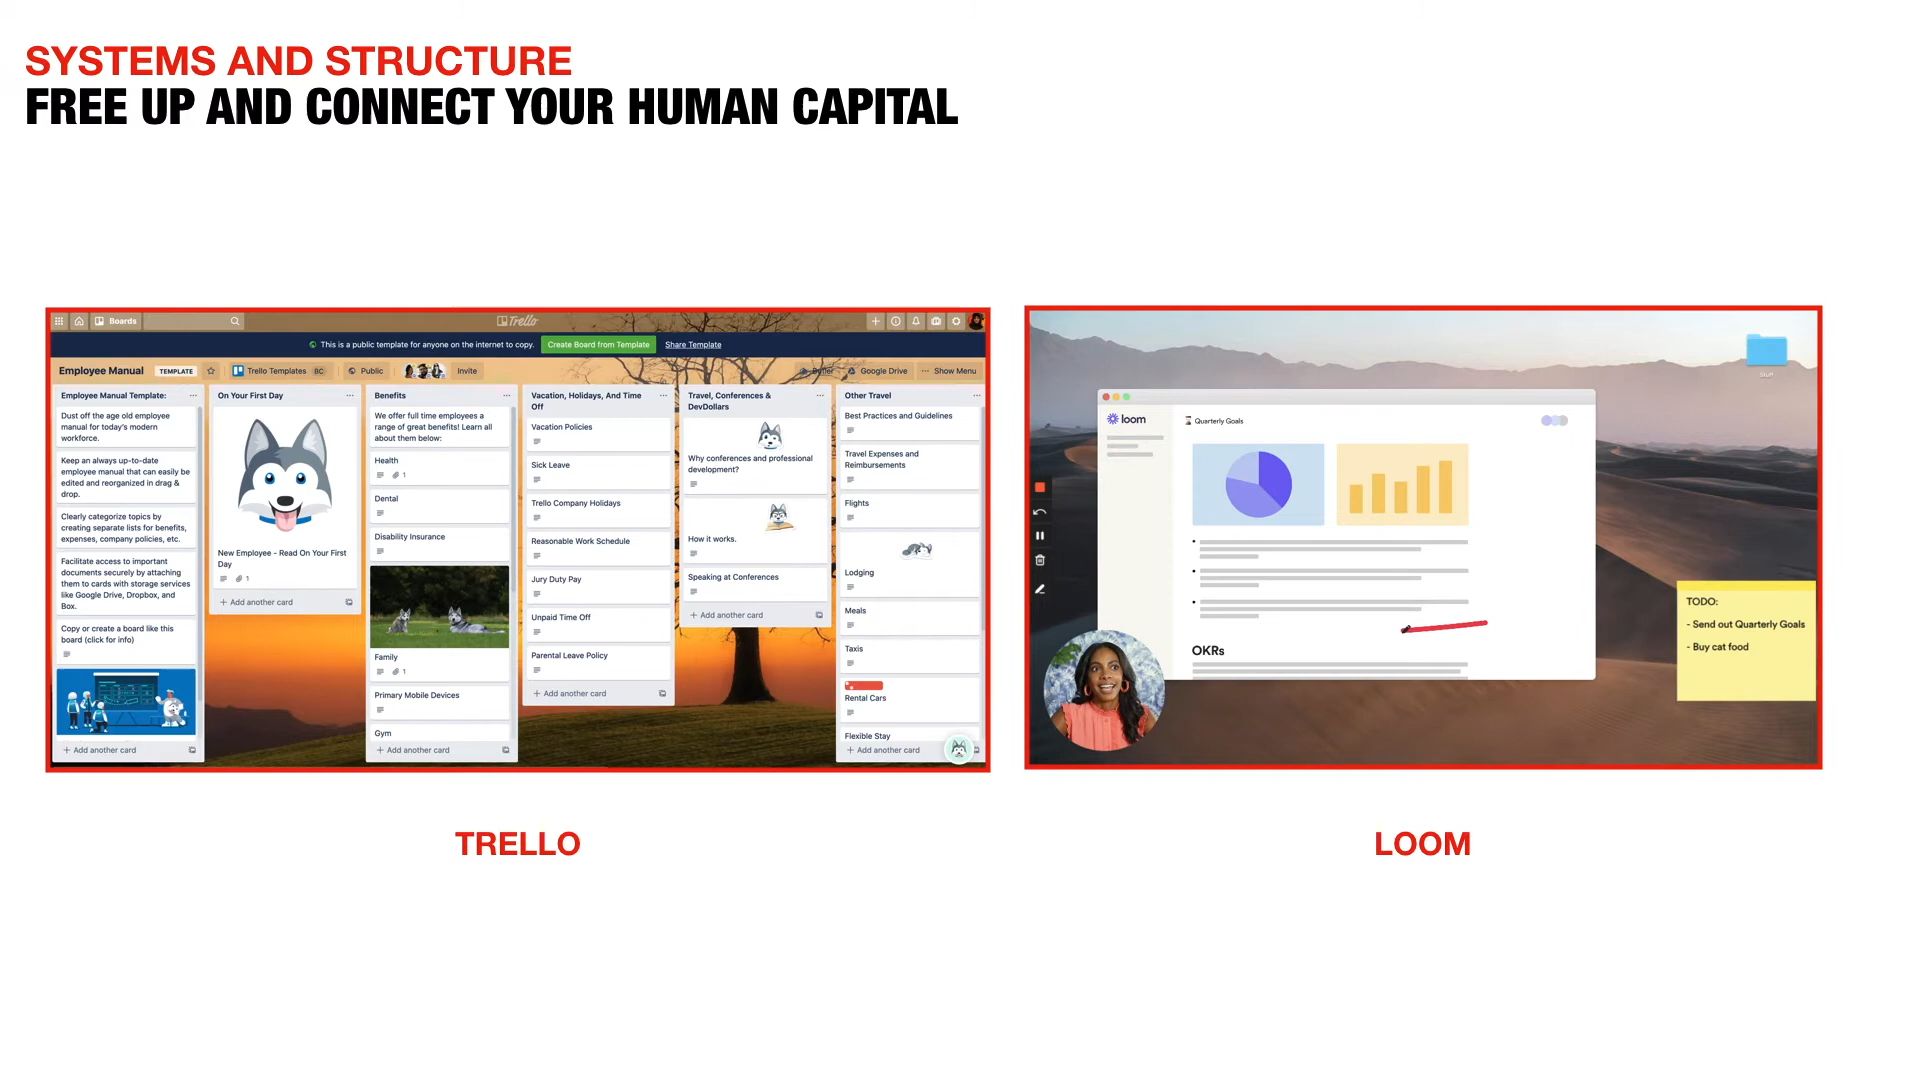 SYSTEMS AND STRUCTURE
FREE UP AND CONNECT YOUR HUMAN CAPITAL
Boards
Trello
This is a public template for anyone on the internet to copy.
Create Board from Template
Share Template
Employee Manual
TEMPLATE
Trello Templates
BC
Public
Invite
Butler
Google Drive
Show Menu
Employee Manual Template:
Dust off the age old employee
manual for today's modern
workforce.
Keep an always up-to-date
employee manual that can easily be
edited and reorganized in drag &
drop.
Clearly categorize topics by
creating separate lists for benefits,
expenses, company policies, etc.
Facilitate access to important
documents securely by attaching
them to cards with storage services
like Google Drive, Dropbox, and
Box.
Copy or create a board like this
board (click for info)
+ Add another card
On Your First Day
New Employee - Read On Your First
Day
1
+ Add another card
Benefits
We offer full time employees a
range of great benefits! Learn all
about them below:
Health
1
Dental
Disability Insurance
Family
1
Primary Mobile Devices
Gym
+ Add another card
Vacation, Holidays, And Time
Off
Vacation Policies
Sick Leave
Trello Company Holidays
Reasonable Work Schedule
Jury Duty Pay
Unpaid Time Off
Parental Leave Policy
+ Add another card
Travel, Conferences &
DevDollars
Why conferences and professional
development?
How it works.
Speaking at Conferences
+ Add another card
Other Travel
Best Practices and Guidelines
Travel Expenses and
Reimbursements
Flights
Lodging
Meals
Taxis
Rental Cars
Flexible Stay
+ Add another card
Stuff
loom
Quarterly Goals
OKRs
TODO:
- Send out Quarterly Goals
- Buy cat food
TRELLO
LOOM